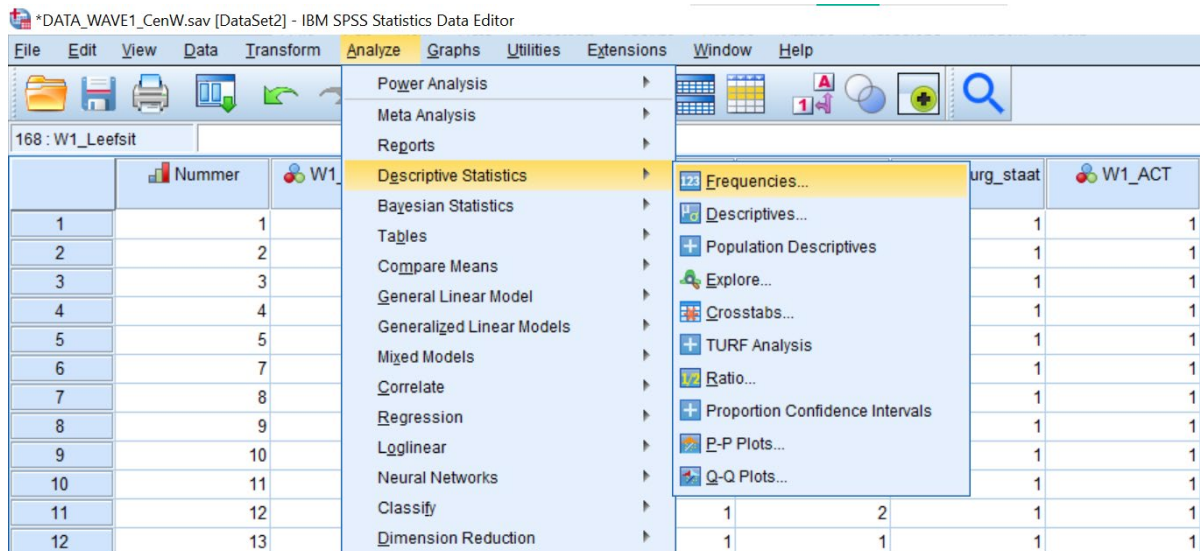 *DATA_WAVE1_CenW.sav [DataSet2] - IBM SPSS Statistics Data Editor
File Edit View Data Transform Analyze Graphs Utilities Extensions Window Help
168 : W1_Leefsit
Nummer W1_ urg_staat W1_ACT
Power Analysis
Meta Analysis
Reports
Descriptive Statistics
Bayesian Statistics
Tables
Compare Means
General Linear Model
Generalized Linear Models
Mixed Models
Correlate
Regression
Loglinear
Neural Networks
Classify
Dimension Reduction
123 Frequencies...
Descriptives...
Population Descriptives
Explore...
Crosstabs...
TURF Analysis
1/2 Ratio...
Proportion Confidence Intervals
P-P Plots...
Q-Q Plots...
A
1
1 1 1 1
2 2 1 1
3 3 1 1
4 4 1 1
5 5 1 1
6 7 1 1
7 8 1 1
8 9 1 1
9 10 1 1
10 11 1 1
11 12 1 2 1 1
12 13 1 1 1 1